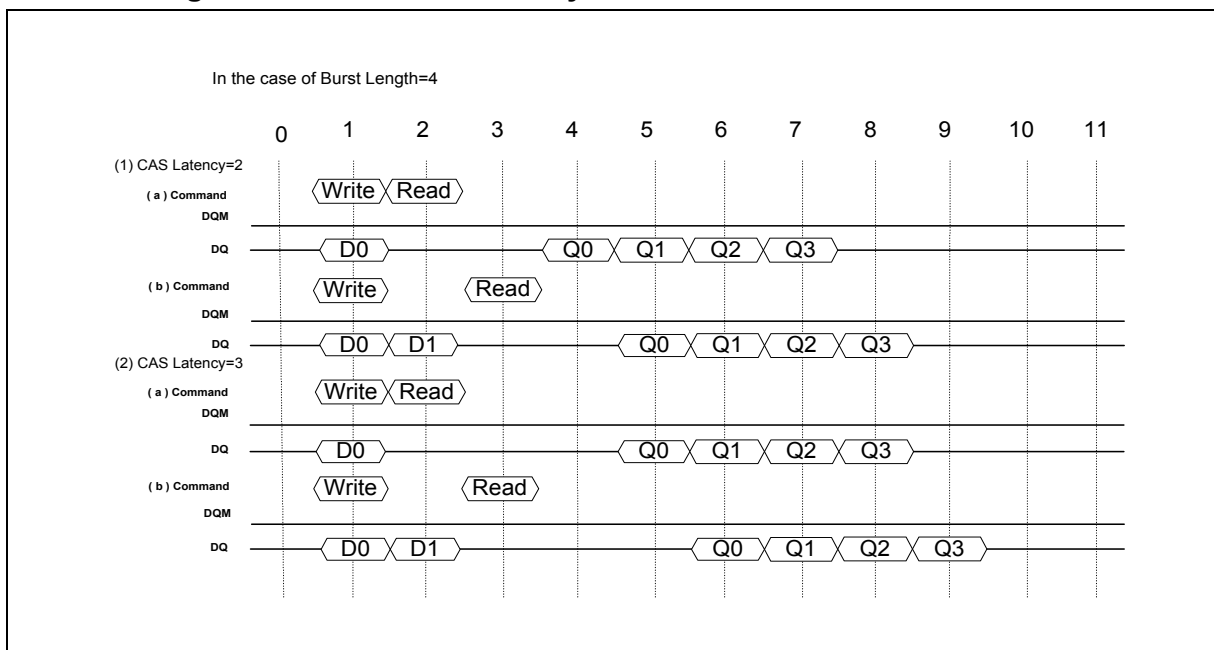 In the case of Burst Length=4
0 1 2 3 4 5 6 7 8 9 10 11
(1) CAS Latency=2
( a ) Command Write Read
DQM
DQ D0 Q0 Q1 Q2 Q3
( b ) Command Write Read
DQM
DQ D0 D1 Q0 Q1 Q2 Q3
(2) CAS Latency=3
( a ) Command Write Read
DQM
DQ D0 Q0 Q1 Q2 Q3
( b ) Command Write Read
DQM
DQ D0 D1 Q0 Q1 Q2 Q3